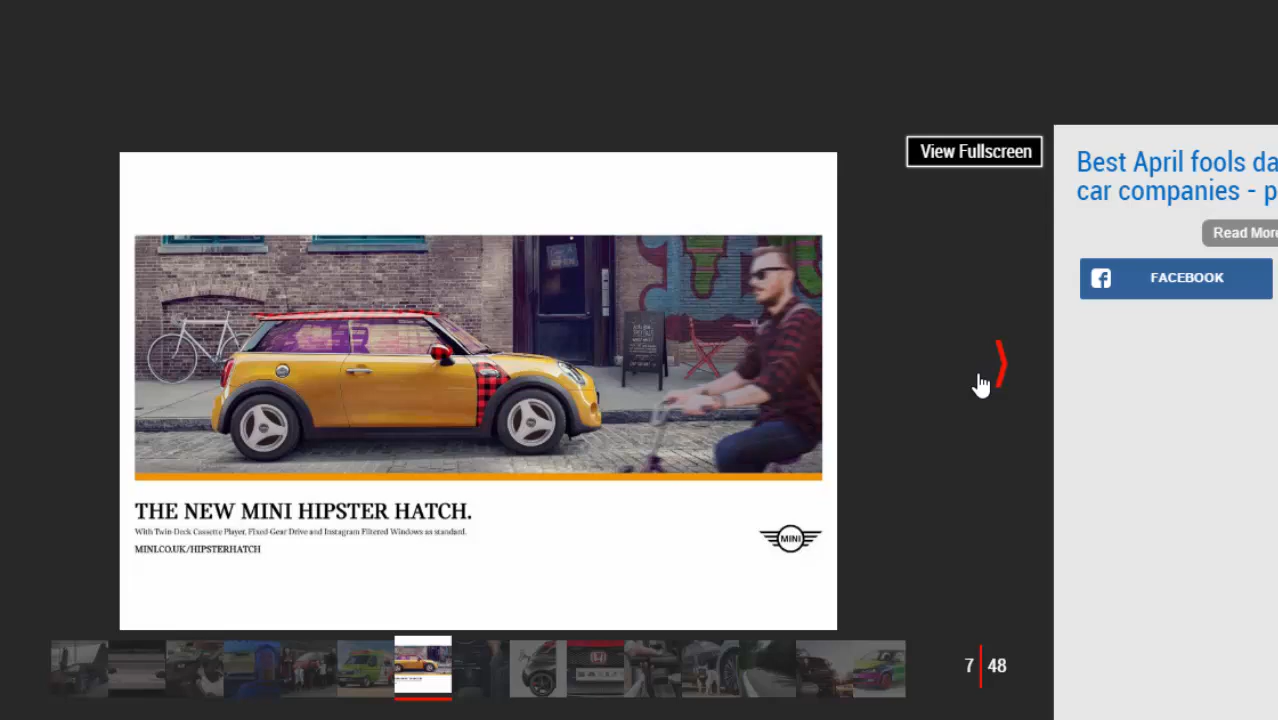 View Fullscreen
Best April fools da
car companies - p
Read More
FACEBOOK
THE NEW MINI HIPSTER HATCH.
With Twin-Deck Cassette Player, Fixed-Gear Drive and Instagram Filtered Windows as standard.
MINI.CO.UK/HIPSTERHATCH
MINI
7 48